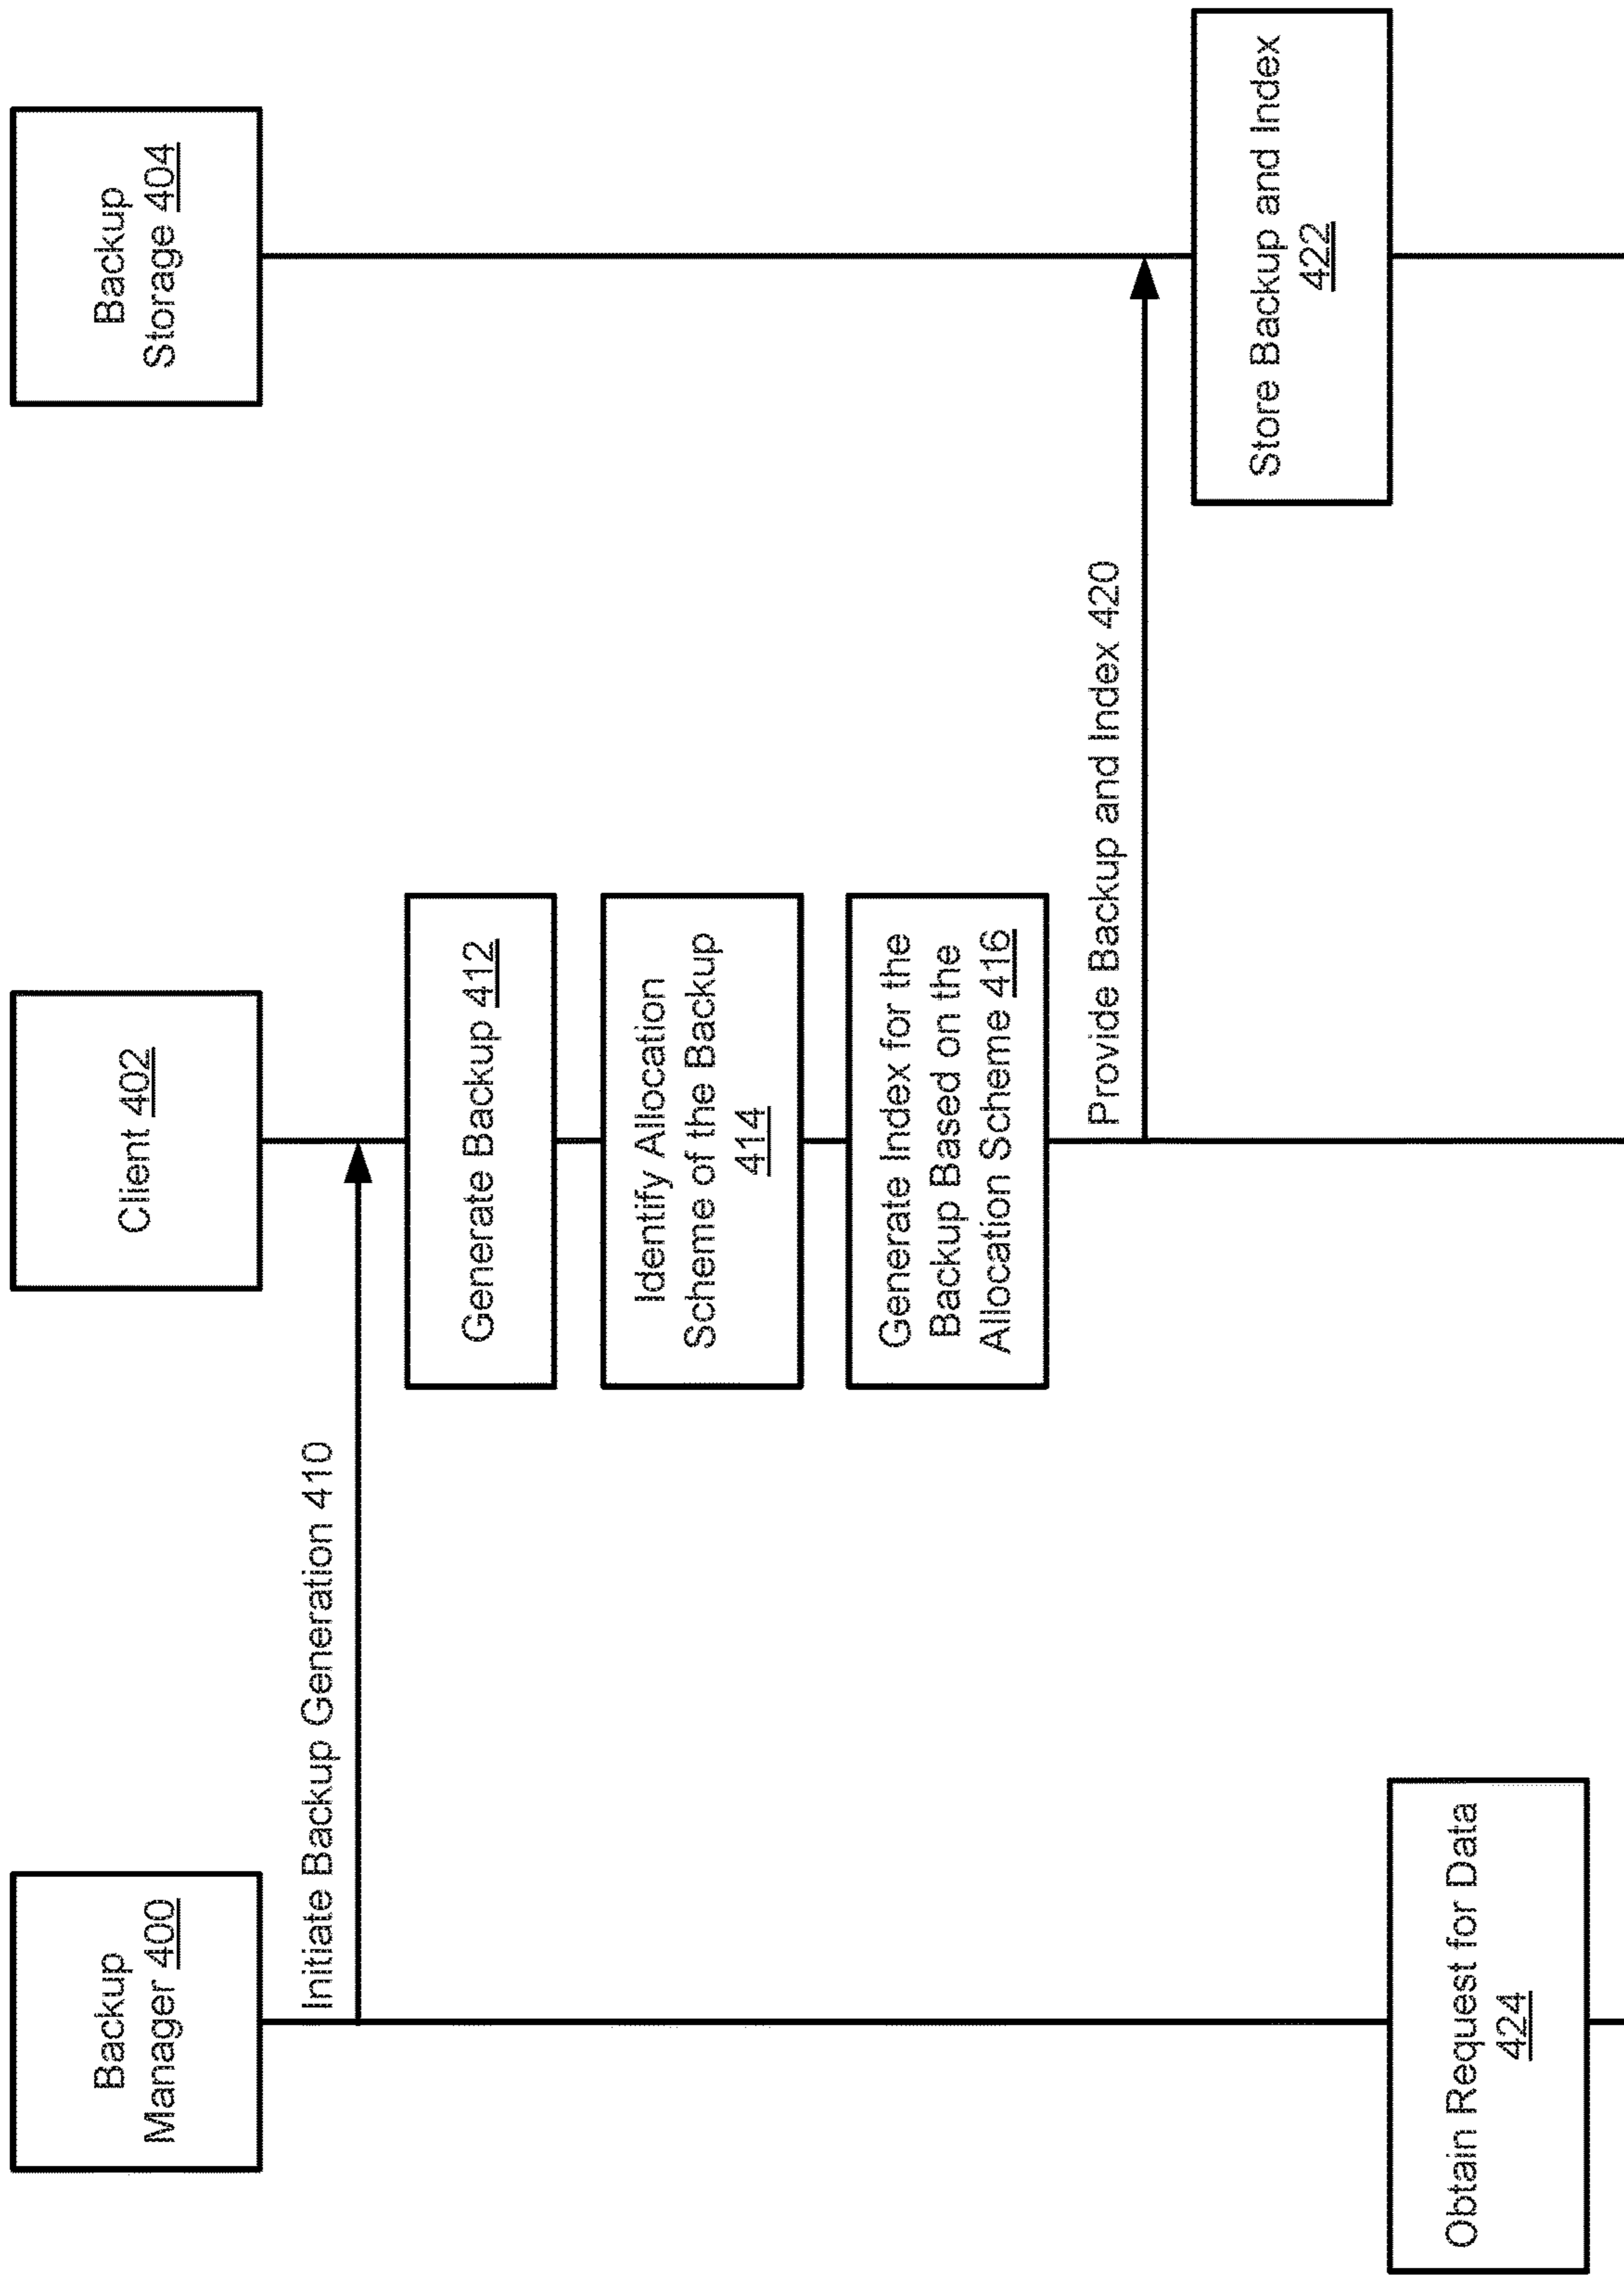 Backup
Manager 400
Client 402
Backup
Storage 404
Initiate Backup Generation 410
Generate Backup 412
Identify Allocation
Scheme of the Backup
414
Generate Index for the
Backup Based on the
Allocation Scheme 416
Provide Backup and Index 420
Store Backup and Index
422
Obtain Request for Data
424